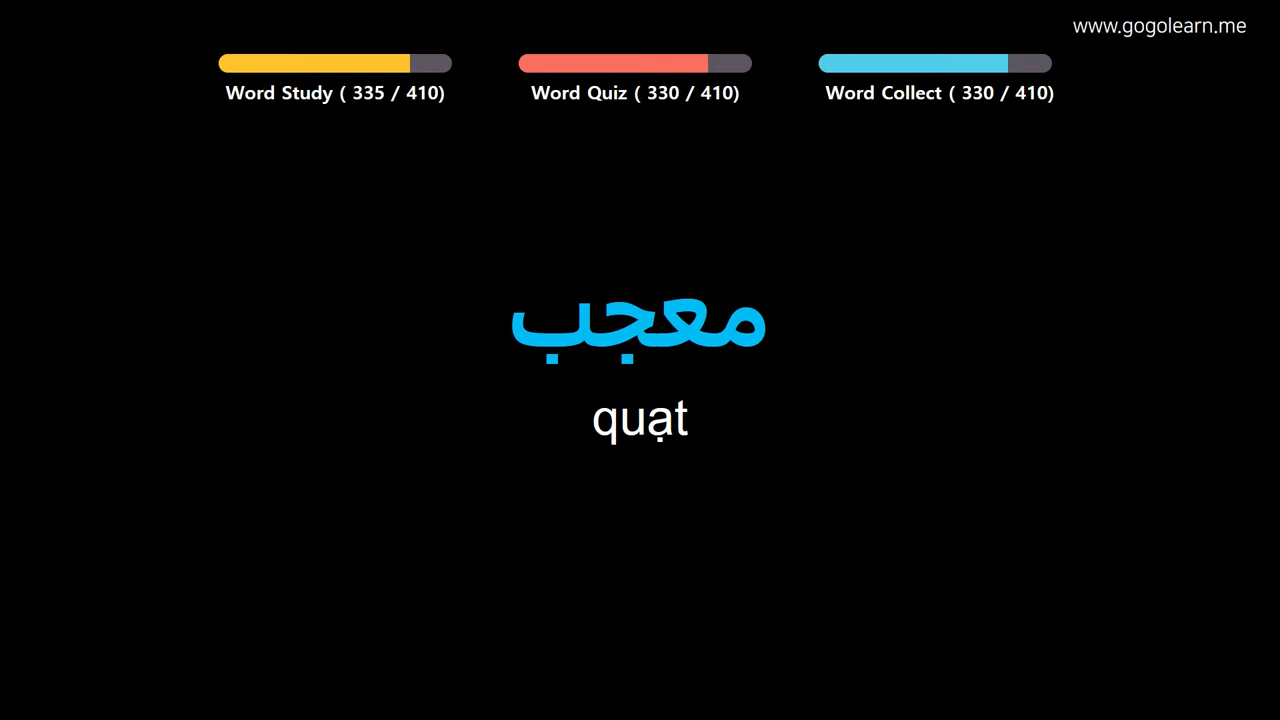 www.gogolearn.me
Word Study ( 335 / 410)
Word Quiz ( 330 / 410)
Word Collect ( 330 / 410)
معجب
quạt